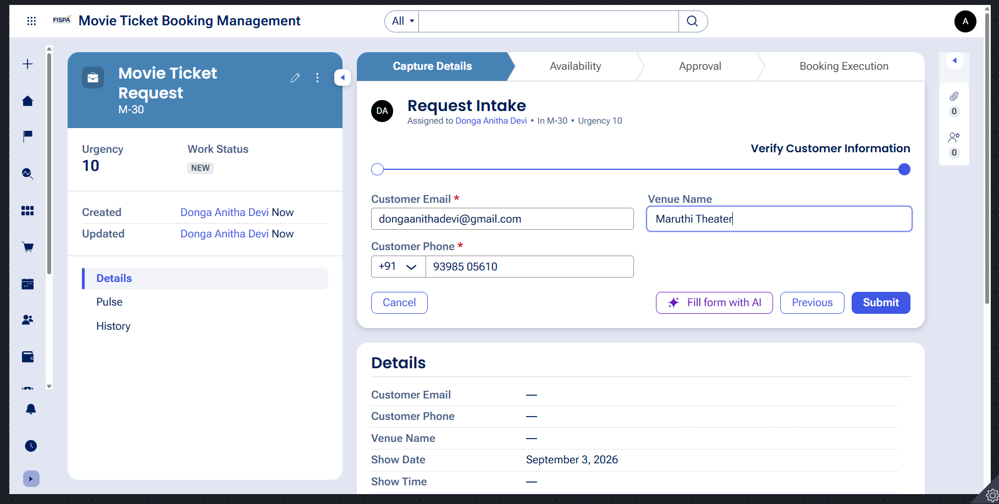 FISPA
Movie Ticket Booking Management
All
A
Movie Ticket
Request
M-30
Urgency
10
Work Status
NEW
Created
Donga Anitha Devi Now
Updated
Donga Anitha Devi Now
Details
Pulse
History
Capture Details
Availability
Approval
Booking Execution
DA
Request Intake
Assigned to Donga Anitha Devi • In M-30 • Urgency 10
Verify Customer Information
Customer Email *
dongaanithadevi@gmail.com
Venue Name
Maruthi Theater
Customer Phone *
+91
93985 05610
Cancel
Fill form with AI
Previous
Submit
0
0
Details
Customer Email
––
Customer Phone
––
Venue Name
––
Show Date
September 3, 2026
Show Time
––